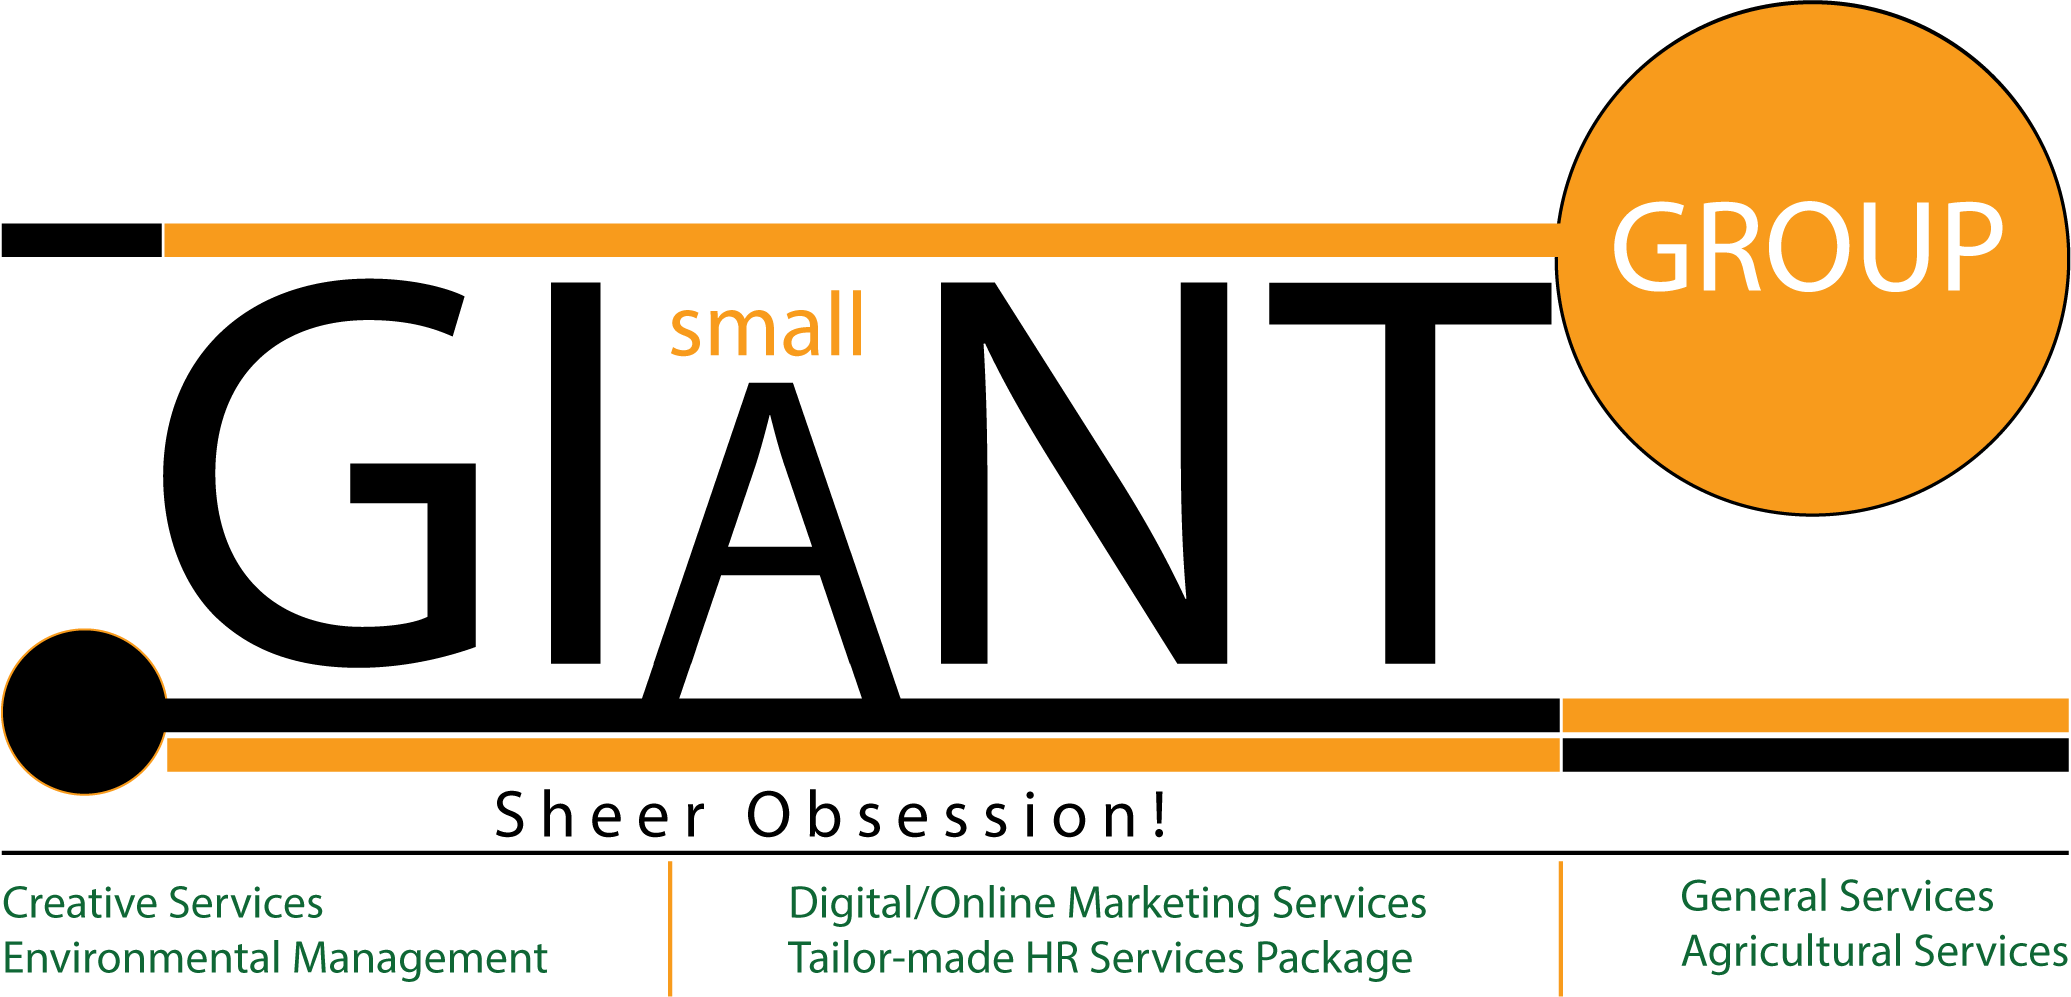 GROUP
small
GIANT
Sheer Obsession!
Creative Services
Environmental Management
Digital/Online Marketing Services
Tailor-made HR Services Package
General Services
Agricultural Services